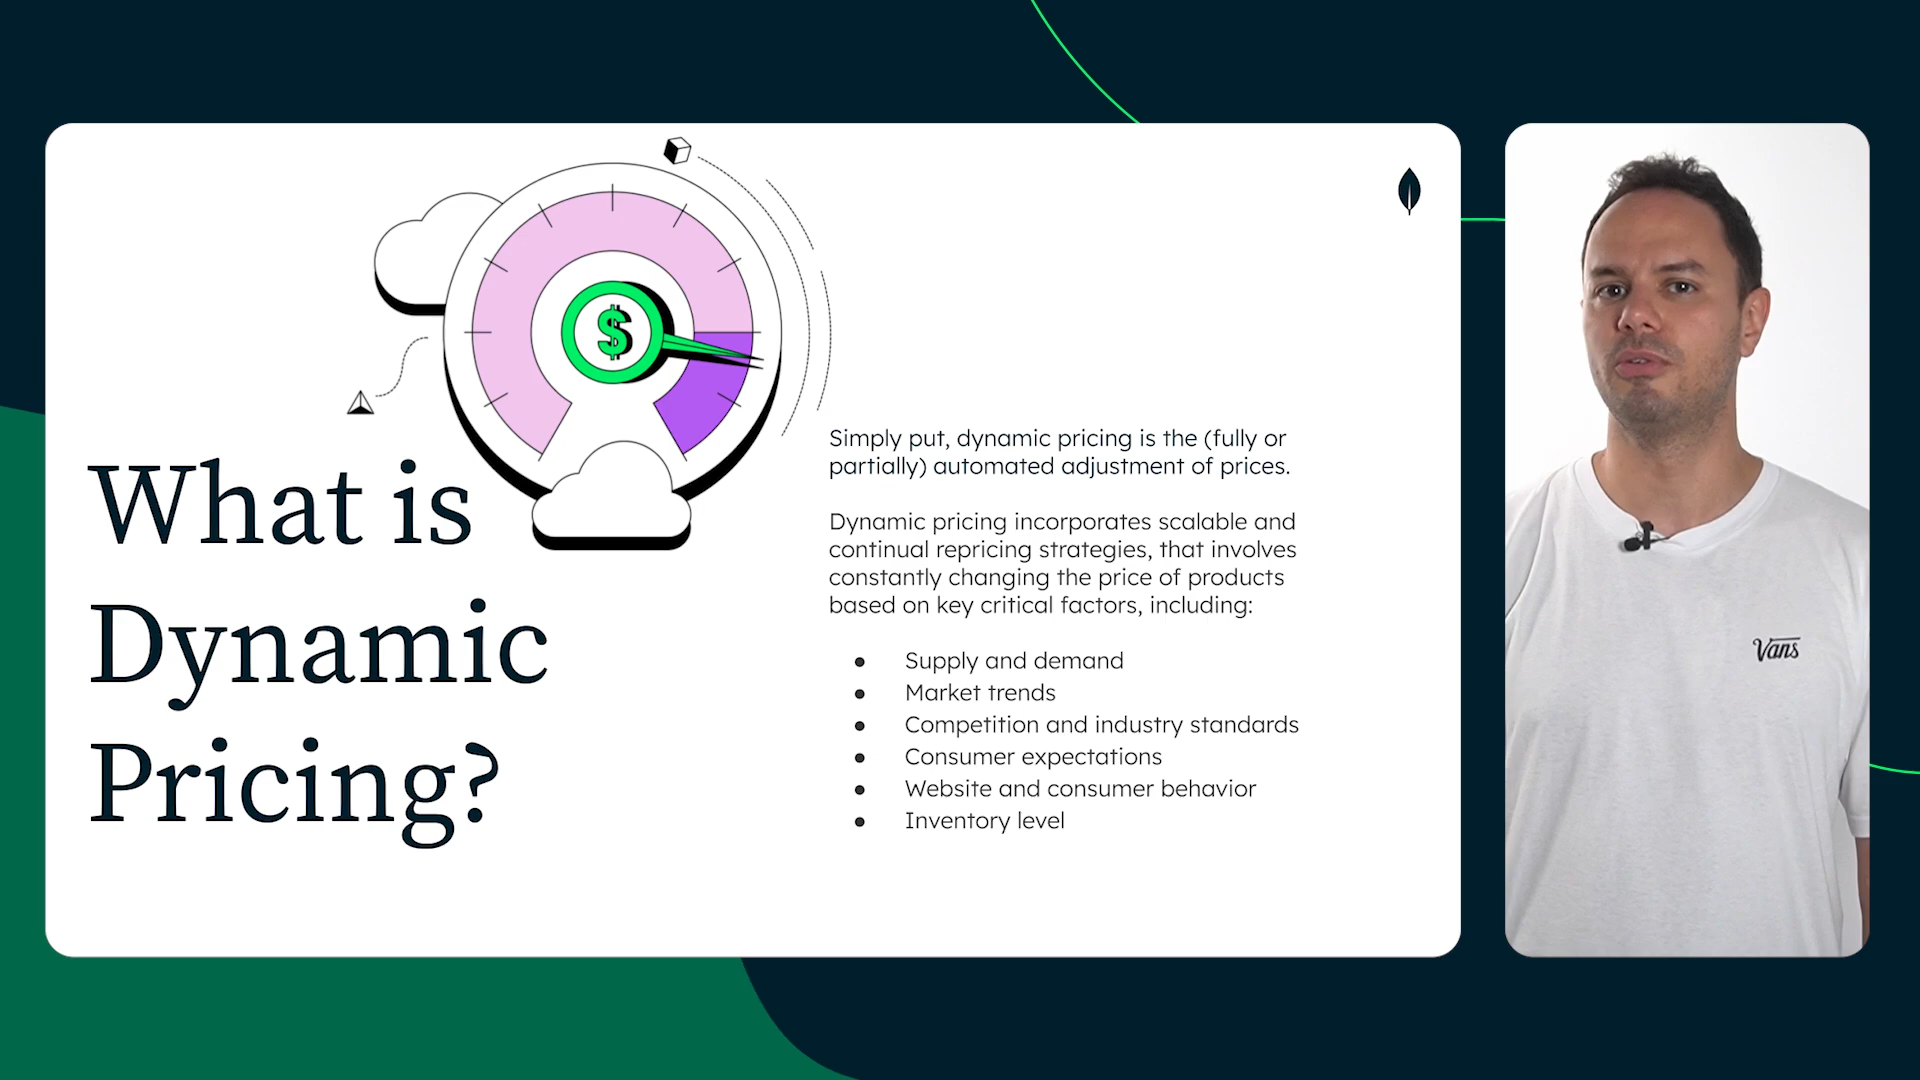 What is
Dynamic
Pricing?
$
Simply put, dynamic pricing is the (fully or
partially) automated adjustment of prices.
Dynamic pricing incorporates scalable and
continual repricing strategies, that involves
constantly changing the price of products
based on key critical factors, including:
● Supply and demand
● Market trends
● Competition and industry standards
● Consumer expectations
● Website and consumer behavior
● Inventory level
Vans